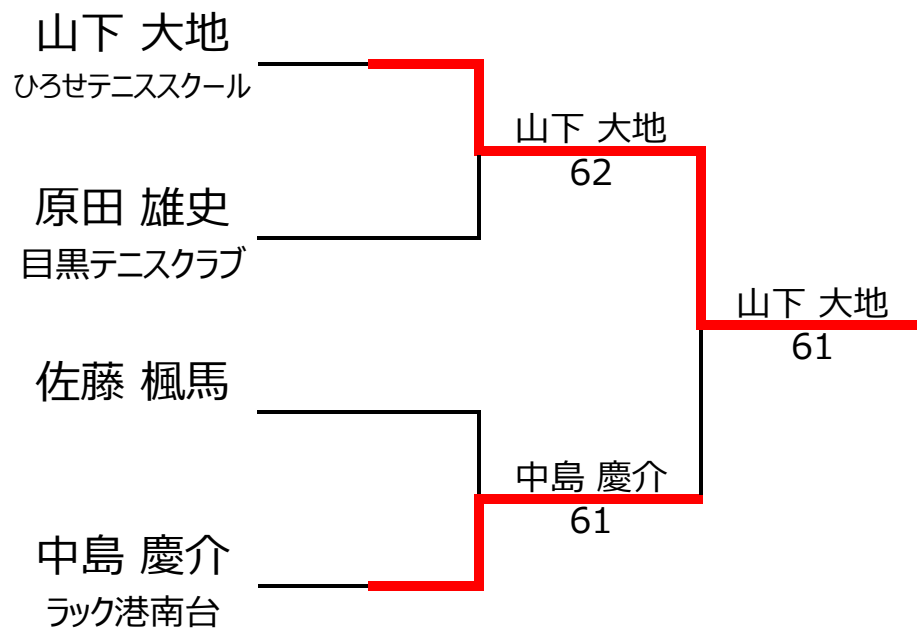 山下 大地
ひろせテニススクール
原田 雄史
目黒テニスクラブ
佐藤 楓馬
中島 慶介
ラック港南台
山下 大地
62
中島 慶介
61
山下 大地
61